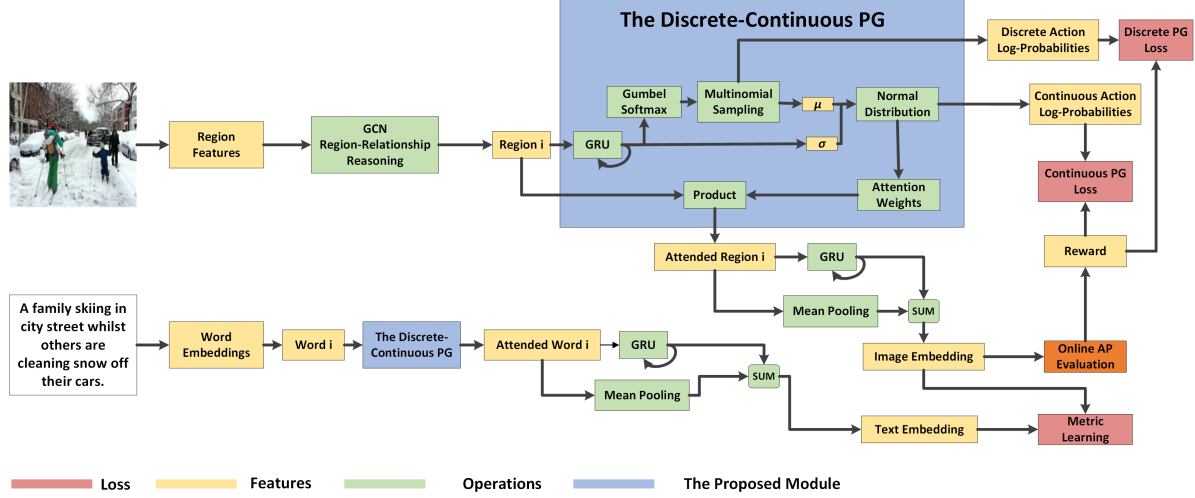 The Discrete-Continuous PG
Discrete Action
Log-Probabilities
Discrete PG
Loss
Gumbel
Softmax
Multinomial
Sampling
μ
Normal
Distribution
Continuous Action
Log-Probabilities
Region
Features
GCN
Region-Relationship
Reasoning
Region i
GRU
σ
Continuous PG
Loss
Product
Attention
Weights
Attended Region i
GRU
Reward
A family skiing in
city street whilst
others are
cleaning snow off
their cars.
Mean Pooling
SUM
Word
Embeddings
Word i
The Discrete-
Continuous PG
Attended Word i
GRU
Image Embedding
Online AP
Evaluation
Mean Pooling
SUM
Text Embedding
Metric
Learning
Loss
Features
Operations
The Proposed Module